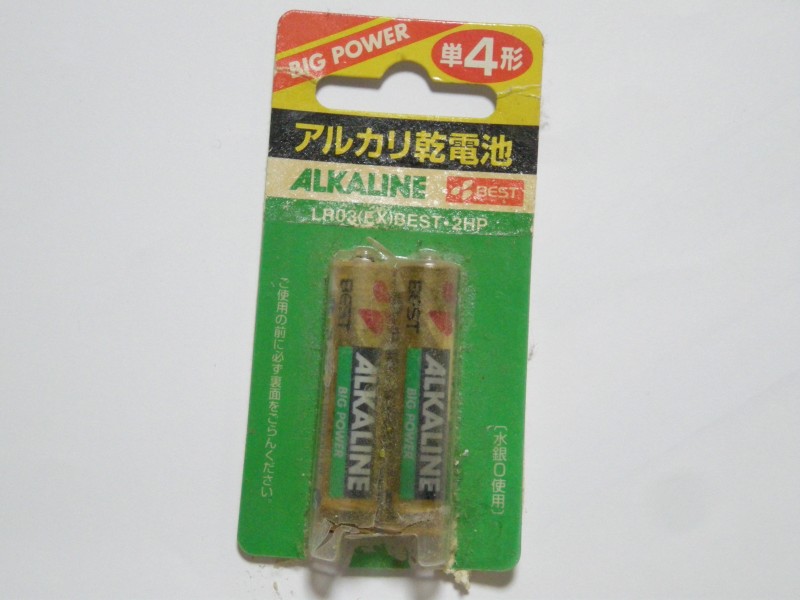 BIG POWER
単4形
アルカリ乾電池
ALKALINE
BEST
LR03(EX)BEST・2HP
ご使用の前に必ず裏面をごらんください。
BEST
ALKALINE
BIG POWER
BEST
ALKALINE
BIG POWER
〔水銀0使用〕